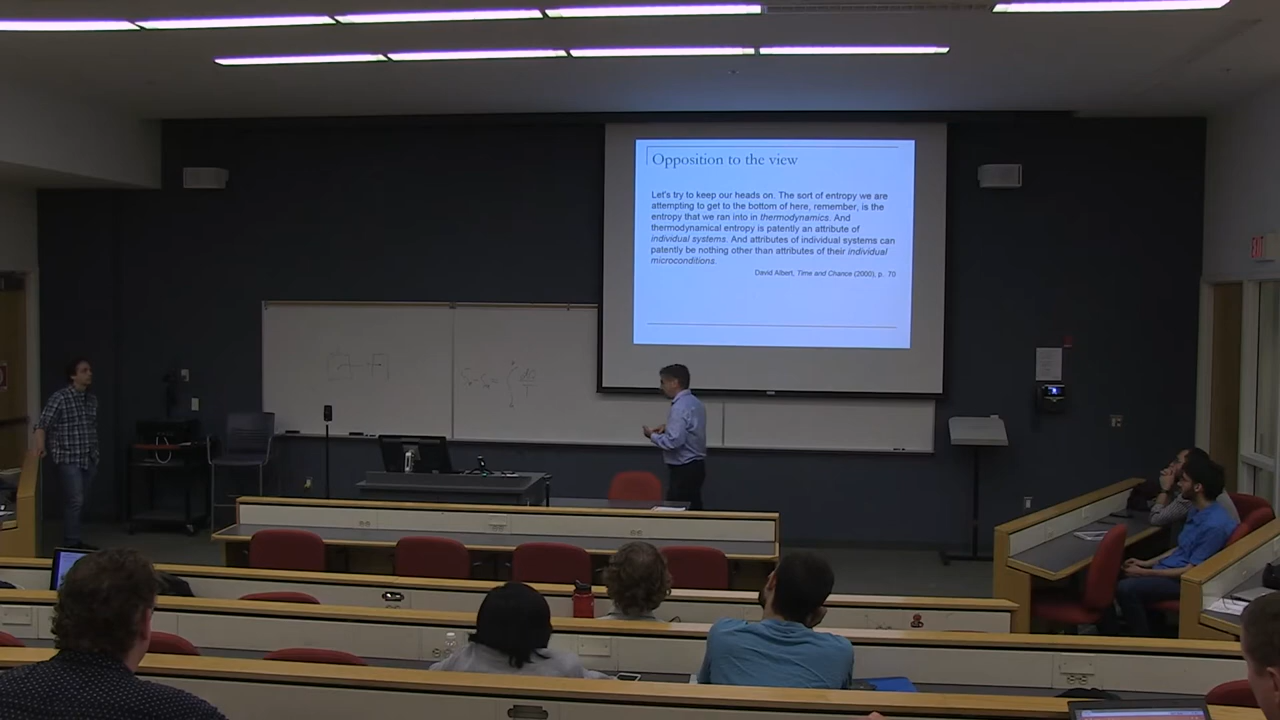 Opposition to the view
Let's try to keep our heads on. The sort of entropy we are
attempting to get to the bottom of here, remember, is the
entropy that we ran into in thermodynamics. And
thermodynamical entropy is patently an attribute of
individual systems. And attributes of individual systems can
patently be nothing other than attributes of their individual
microconditions.
David Albert, Time and Chance (2000), p. 70